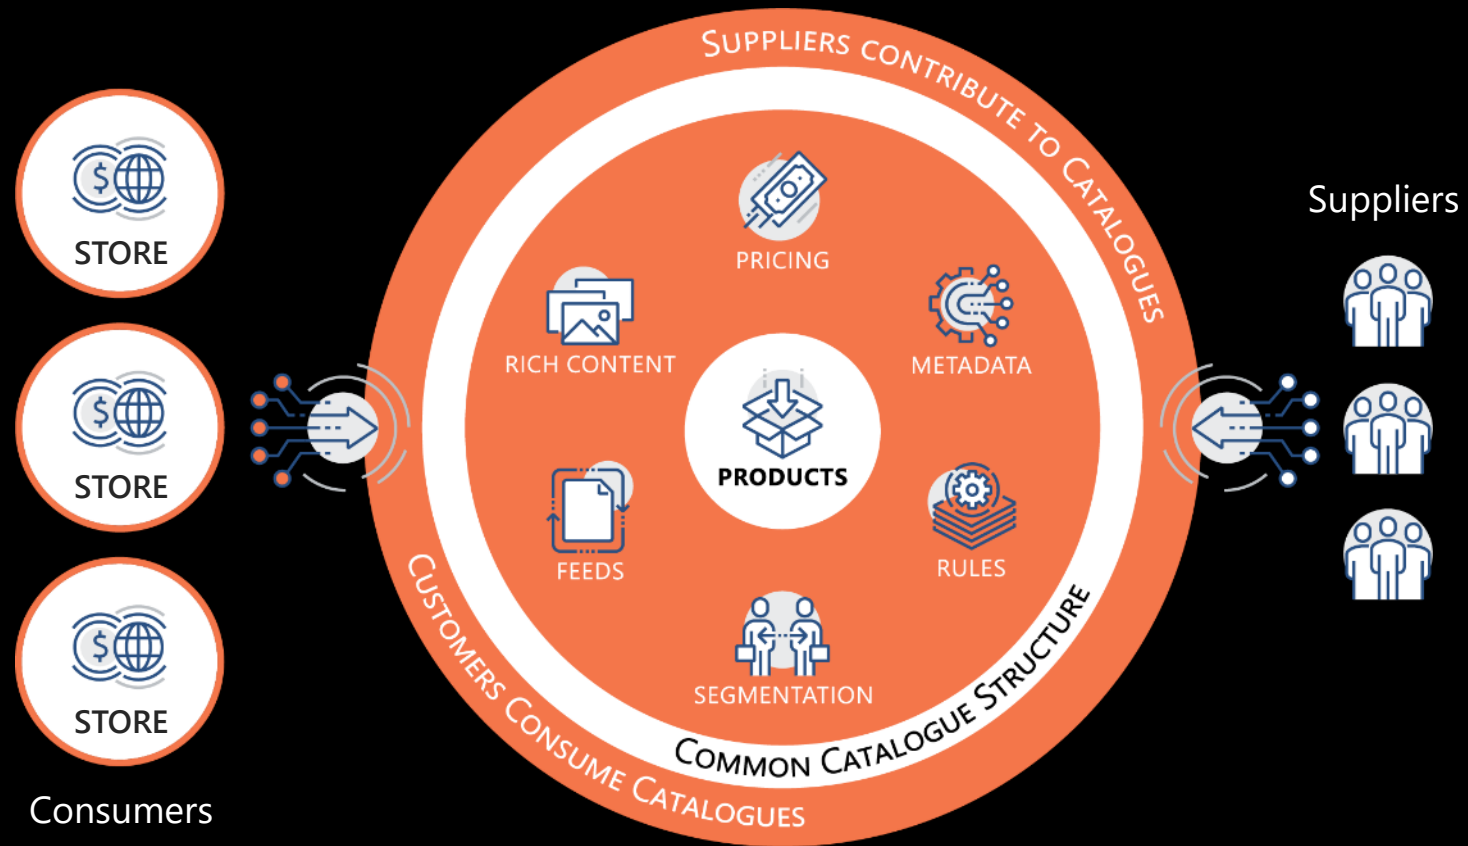 SUPPLIERS CONTRIBUTE TO CATALOGUES
STORE
STORE
STORE
Consumers
PRICING
RICH CONTENT
METADATA
PRODUCTS
FEEDS
RULES
SEGMENTATION
COMMON CATALOGUE STRUCTURE
CUSTOMERS CONSUME CATALOGUES
Suppliers
$
$
$